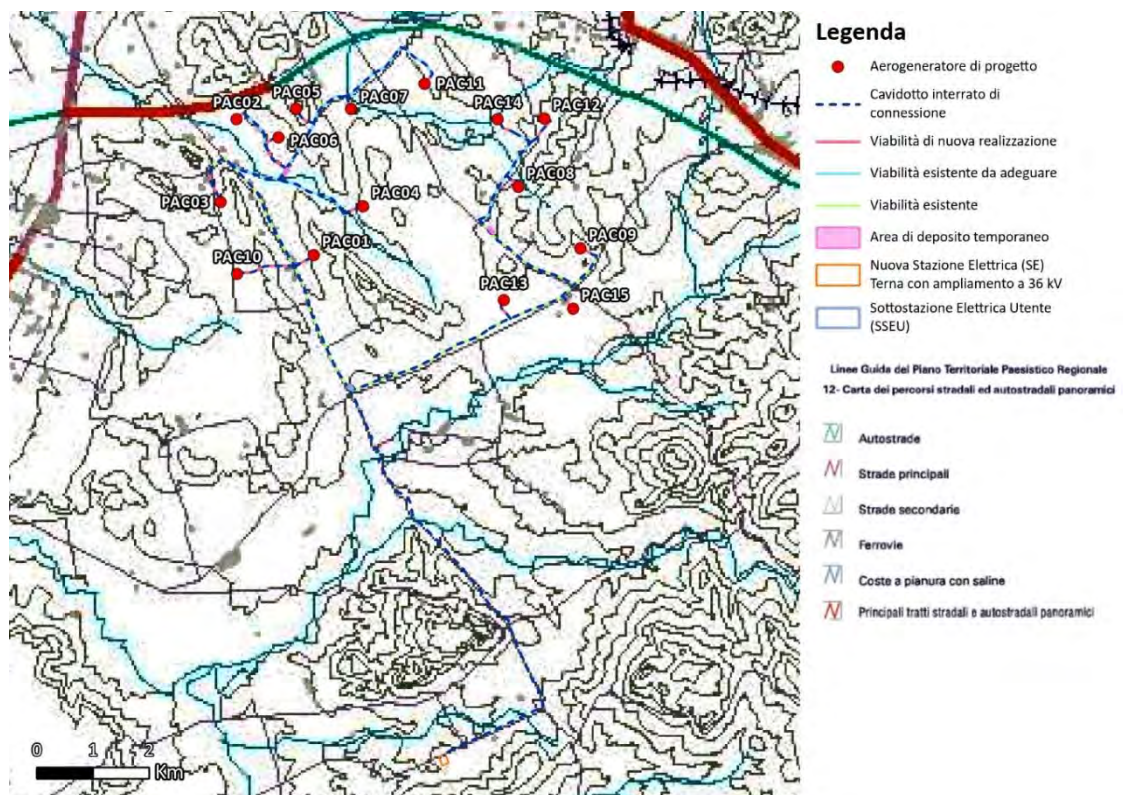 PAC11
PAC05
PAC02
PAC07
PAC14
PAC12
PAC06
PAC08
PAC03
PAC04
PAC01
PAC09
PAC10
PAC13
PAC15
0 1 2
Km
Legenda
Aerogeneratore di progetto
Cavidotto interrato di
connessione
Viabilità di nuova realizzazione
Viabilità esistente da adeguare
Viabilità esistente
Area di deposito temporaneo
Nuova Stazione Elettrica (SE)
Terna con ampliamento a 36 kV
Sottostazione Elettrica Utente
(SSEU)
Linee Guida del Piano Territoriale Paesistico Regionale
12- Carta dei percorsi stradali ed autostradali panoramici
Autostrade
Strade principali
Strade secondarie
Ferrovie
Coste a pianura con saline
Principali tratti stradali e autostradali panoramici